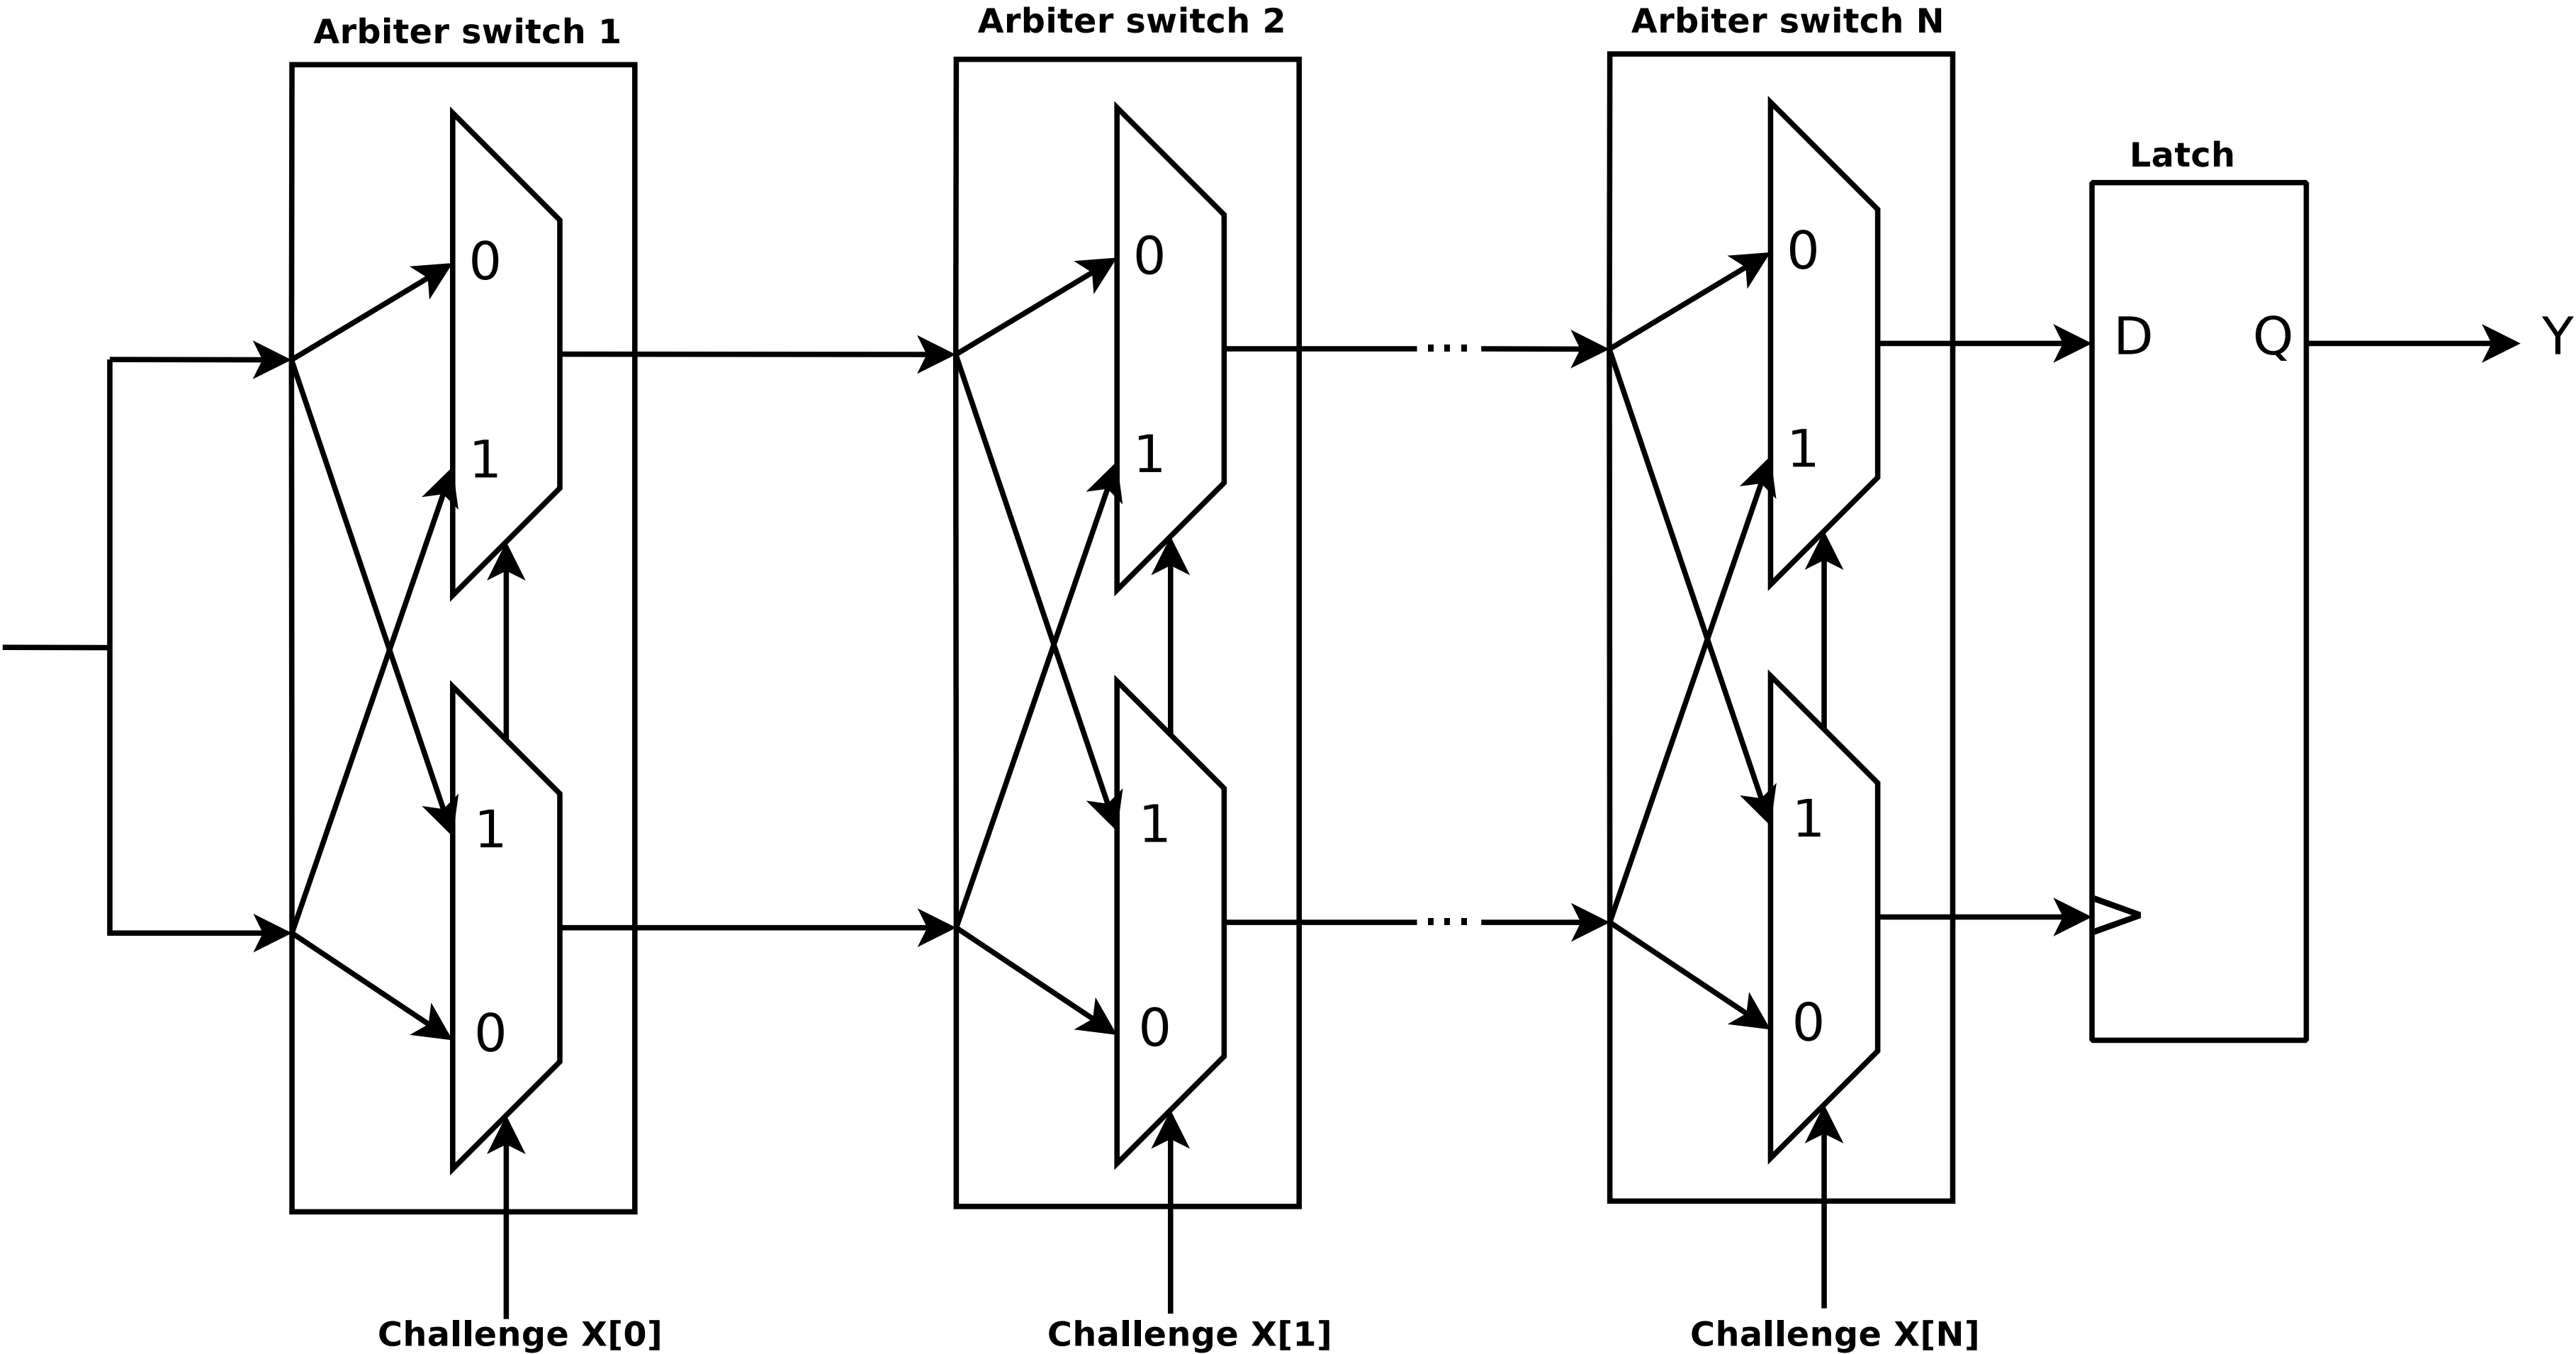 Arbiter switch 1
Arbiter switch 2
Arbiter switch N
Latch
0
0
0
D
Q
Y
1
1
1
...
1
1
1
...
0
0
0
Challenge X[0]
Challenge X[1]
Challenge X[N]